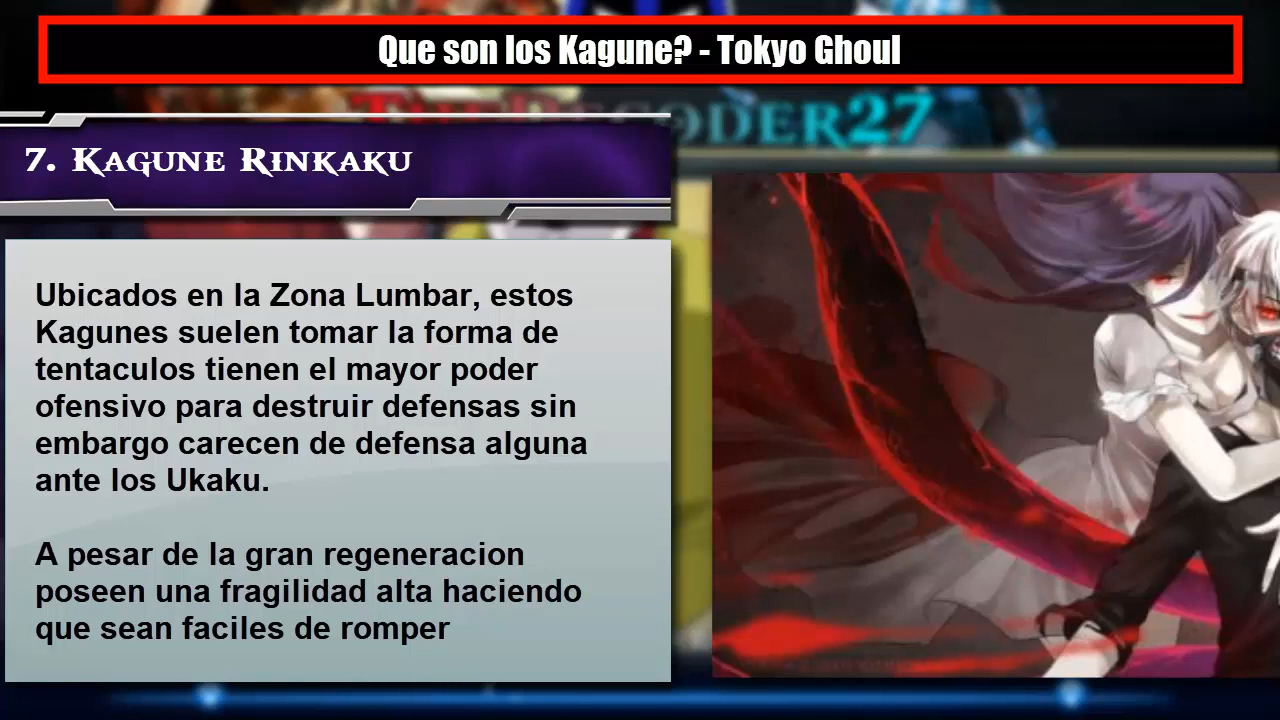 Que son los Kagune? - Tokyo Ghoul
TheDecoder27
7. Kagune Rinkaku
Ubicados en la Zona Lumbar, estos
Kagunes suelen tomar la forma de
tentaculos tienen el mayor poder
ofensivo para destruir defensas sin
embargo carecen de defensa alguna
ante los Ukaku.
A pesar de la gran regeneracion
poseen una fragilidad alta haciendo
que sean faciles de romper